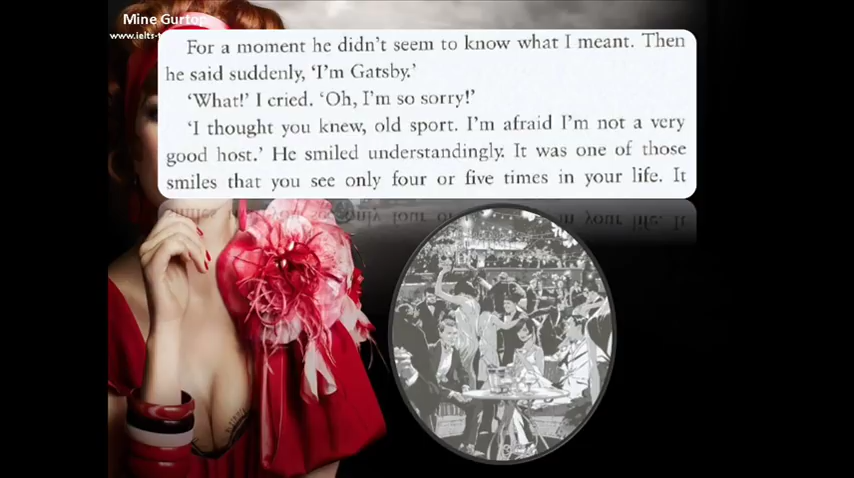 Mine Gurtop
For a moment he didn't seem to know what I meant. Then
he said suddenly, 'I'm Gatsby.'
'What!' I cried. 'Oh, I'm so sorry!'
'I thought you knew, old sport. I'm afraid I'm not a very
good host.' He smiled understandingly. It was one of those
smiles that you see only four or five times in your life. It